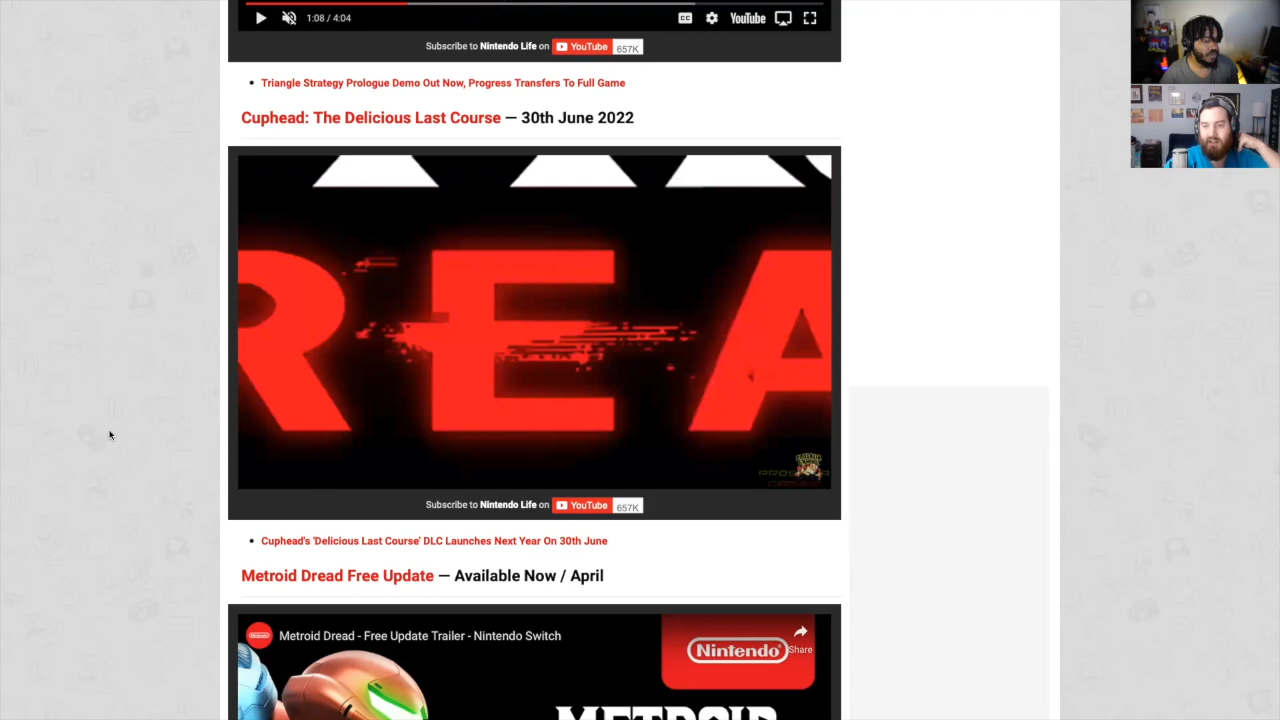 1:08 / 4:04
CC
YouTube
Subscribe to Nintendo Life on YouTube 657K
Triangle Strategy Prologue Demo Out Now, Progress Transfers To Full Game
Cuphead: The Delicious Last Course — 30th June 2022
REA
Subscribe to Nintendo Life on YouTube 657K
Cuphead's 'Delicious Last Course' DLC Launches Next Year On 30th June
Metroid Dread Free Update — Available Now / April
Nintendo
Metroid Dread - Free Update Trailer - Nintendo Switch
Nintendo
Share
METROID